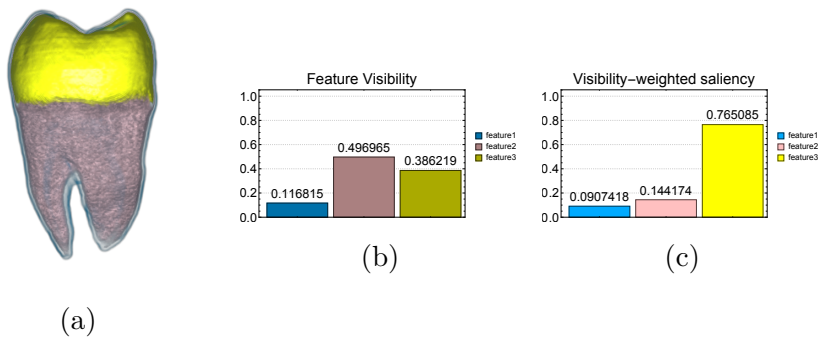 Feature Visibility
1.0
0.8
0.6
0.4
0.2
0.0
0.116815
0.496965
0.386219
feature1
feature2
feature3
(b)
Visibility−weighted saliency
1.0
0.8
0.6
0.4
0.2
0.0
0.0907418
0.144174
0.765085
feature1
feature2
feature3
(c)
(a)